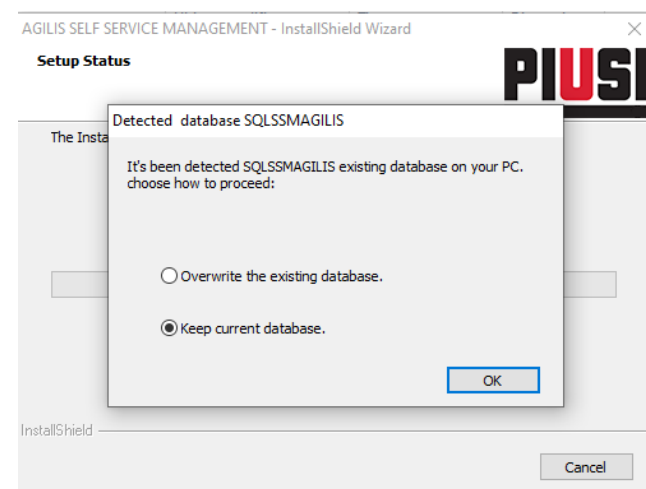 AGILIS SELF SERVICE MANAGEMENT - InstallShield Wizard
Setup Status
PIUSI
Detected database SQLSSMAGILIS
The Insta
It's been detected SQLSSMAGILIS existing database on your PC.
choose how to proceed:
Overwrite the existing database.
Keep current database.
OK
InstallShield
Cancel